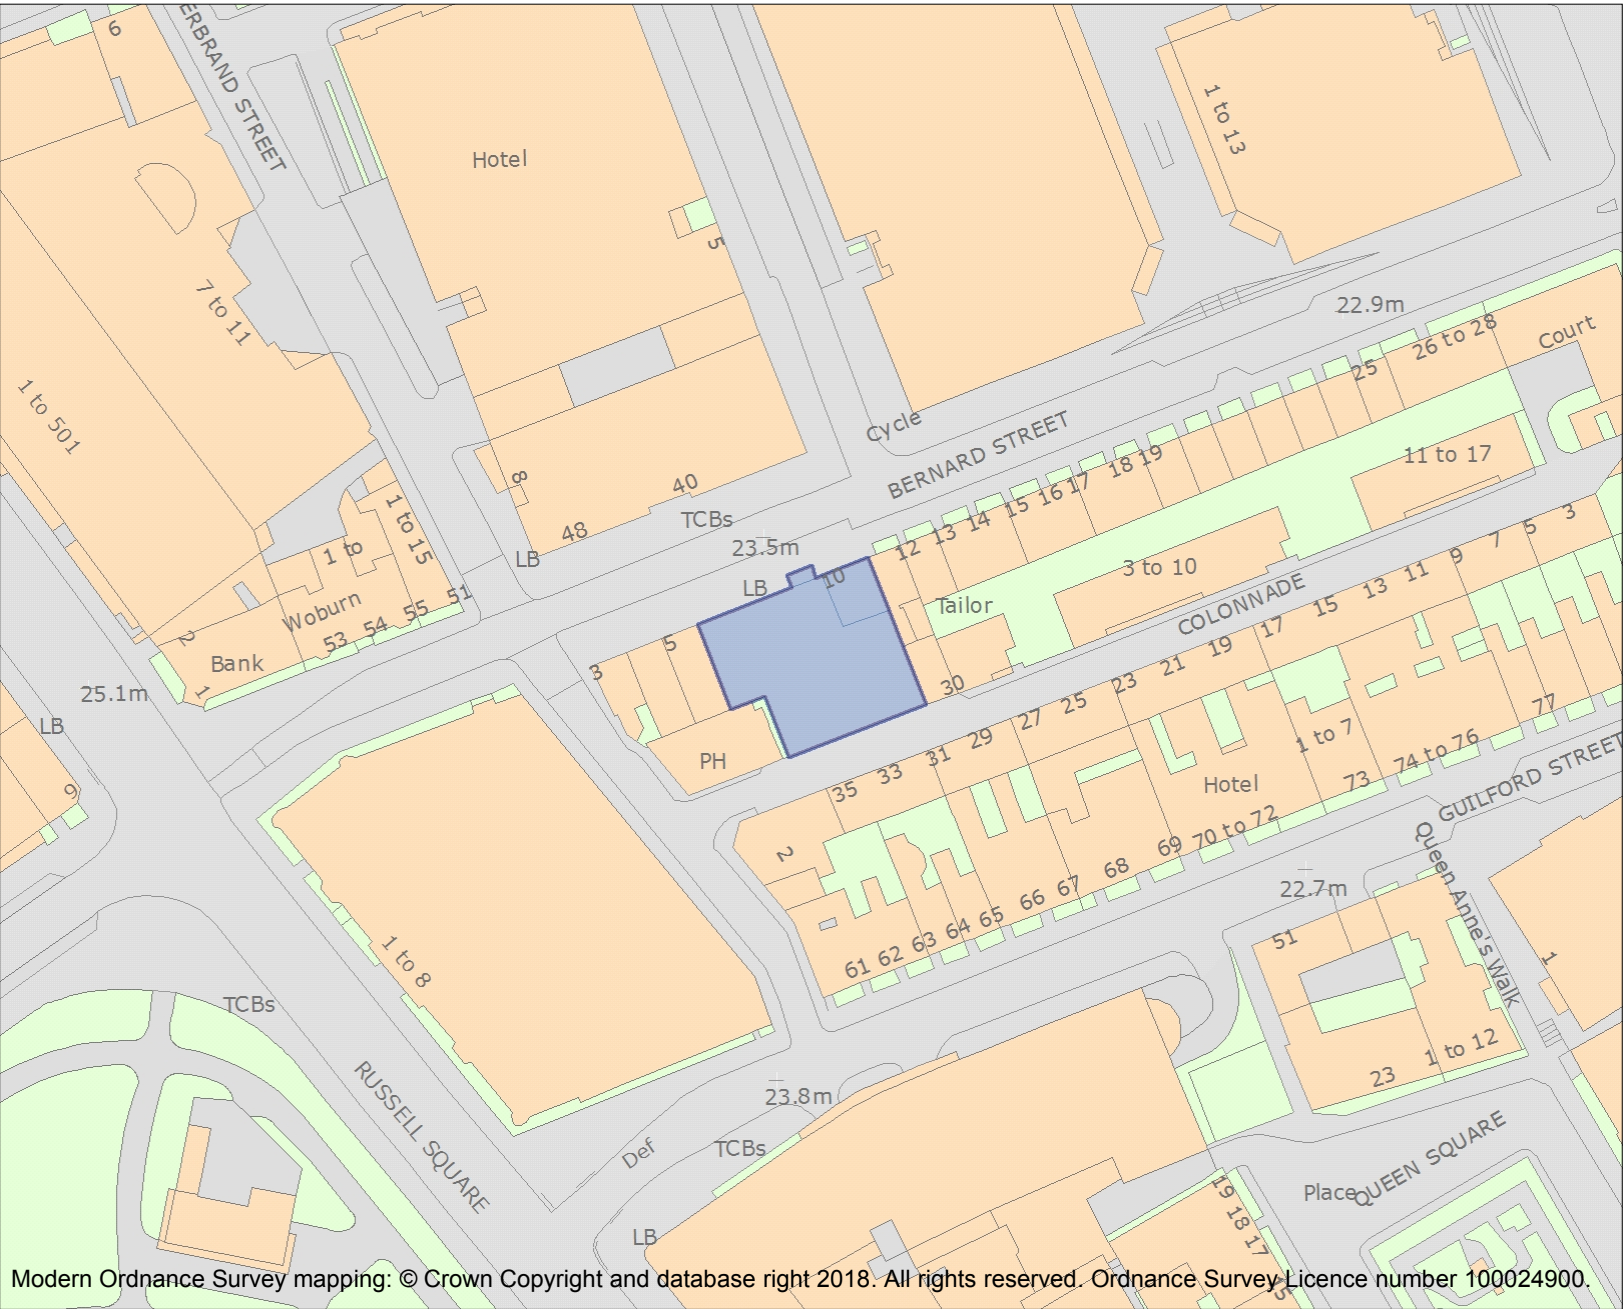 6
ERBRAND STREET
Hotel
1 to 13
5
7 to 11
22.9m
26 to 28
Court
25
1 to 501
Cycle
BERNARD STREET
18 19
11 to 17
8
40
17
16
15
14
13
12
TCBs
48
23.5m
1 to 15
1 to
LB
LB
10
3 to 10
3
5
7
9
11
13
15
COLONNADE
Tailor
Woburn
51
55
54
53
2
Bank
1
25.1m
LB
5
3
30
17
19
21
23
25
27
29
31
33
35
PH
9
77
1 to 7
74 to 76
73
GUILFORD STREET
Hotel
70 to 72
69
68
67
66
65
64
63
62
61
2
Queen Anne's Walk
22.7m
51
1
1 to 8
TCBs
23
1 to 12
RUSSELL SQUARE
23.8m
Def
TCBs
LB
Place
QUEEN SQUARE
19 18 17
15
Modern Ordnance Survey mapping: © Crown Copyright and database right 2018. All rights reserved. Ordnance Survey Licence number 100024900.